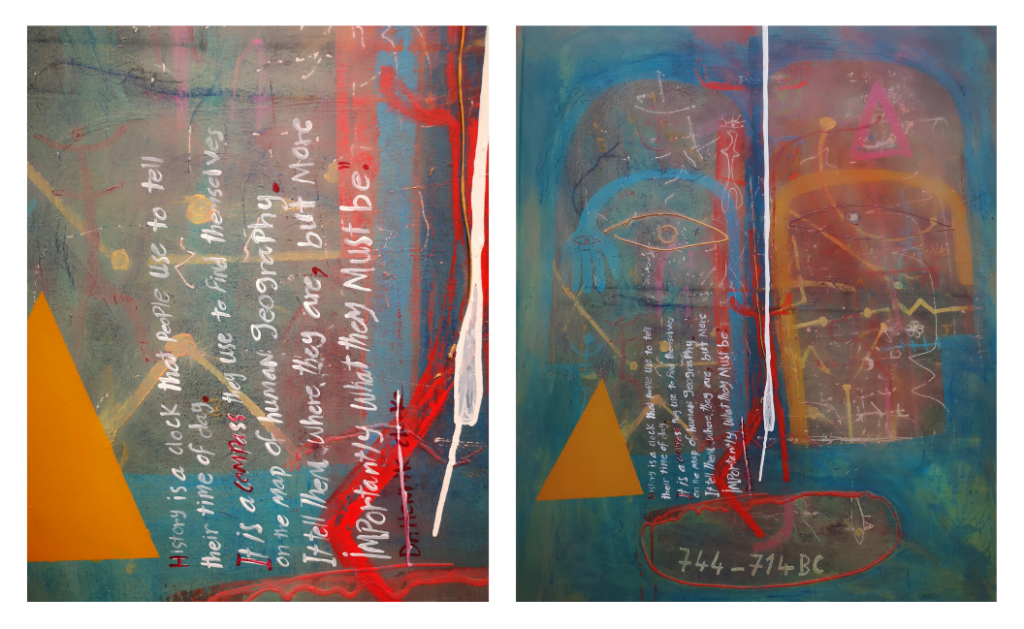 History is a clock that people use to tell
their time of day.
It is a compass they use to find themselves
on the map of human geography.
It tell them where, they are, but More
IMPortantly What they Must be."
History is a clock that people use to tell
their time of day.
It is a compass they use to find themselves
on the map of human geography
It tell them where, they are, but More
IMPortantly What they Must be.
744-714 BC